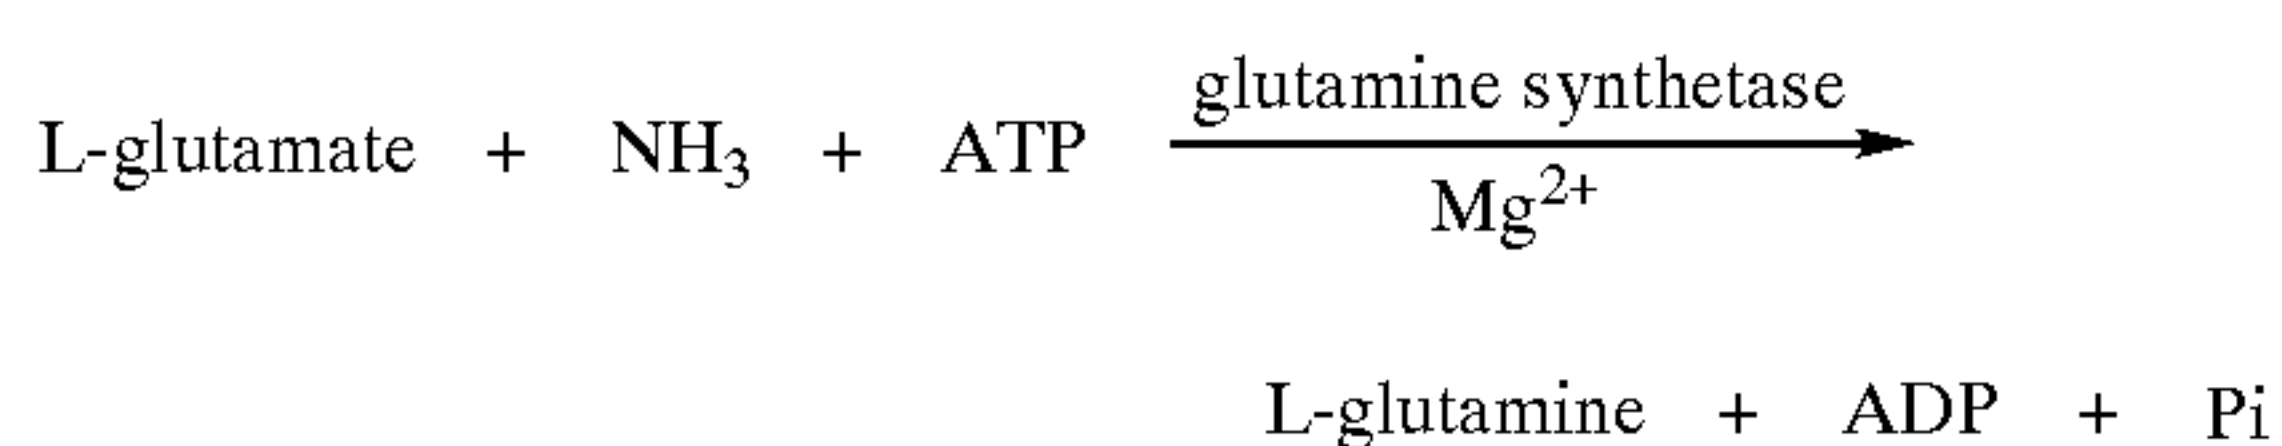 glutamine synthetase
L-glutamate + NH₃ + ATP
Mg²⁺
L-glutamine + ADP + Pi